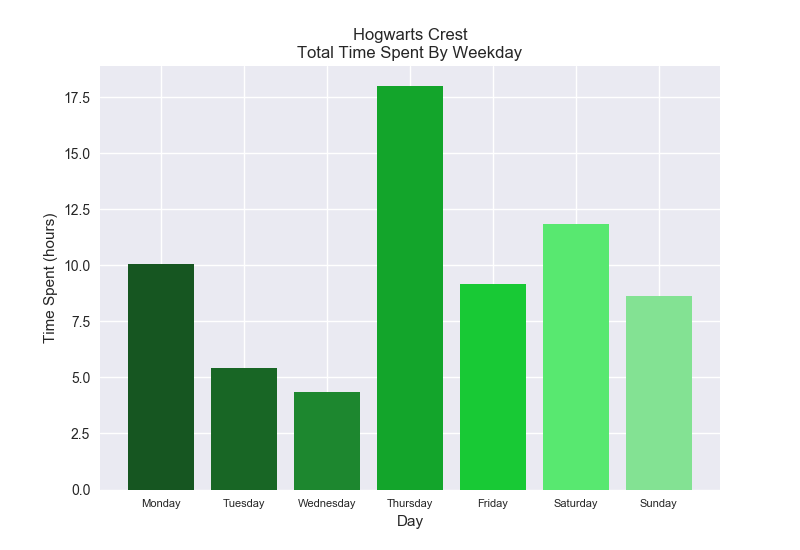 Hogwarts Crest
Total Time Spent By Weekday
Time Spent (hours)
17.5
15.0
12.5
10.0
7.5
5.0
2.5
0.0
Monday Tuesday Wednesday Thursday Friday Saturday Sunday
Day